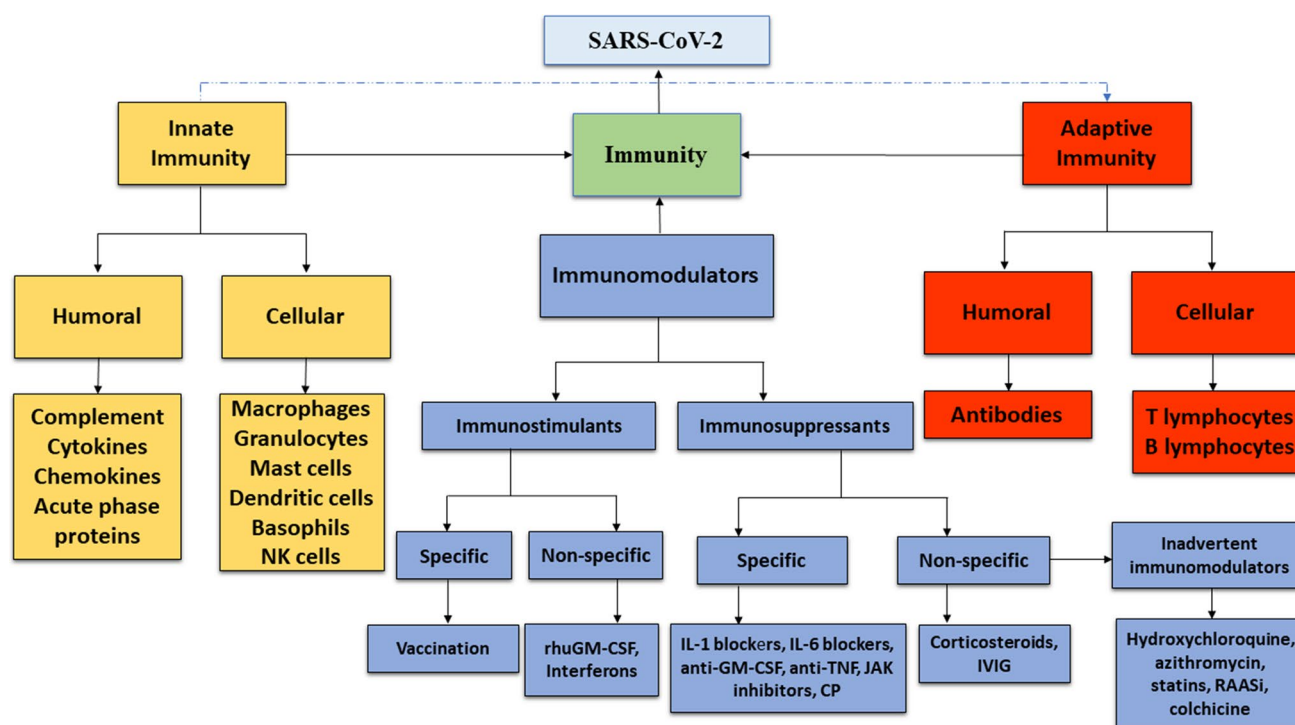 SARS-CoV-2
Innate
Immunity
Immunity
Adaptive
Immunity
Immunomodulators
Humoral
Cellular
Humoral
Cellular
Complement
Cytokines
Chemokines
Acute phase
proteins
Macrophages
Granulocytes
Mast cells
Dendritic cells
Basophils
NK cells
Immunostimulants
Immunosuppressants
Antibodies
T lymphocytes
B lymphocytes
Specific
Non-specific
Specific
Non-specific
Inadvertent
immunomodulators
Vaccination
rhuGM-CSF,
Interferons
IL-1 blockers, IL-6 blockers,
anti-GM-CSF, anti-TNF, JAK
inhibitors, CP
Corticosteroids,
IVIG
Hydroxychloroquine,
azithromycin,
statins, RAASi,
colchicine